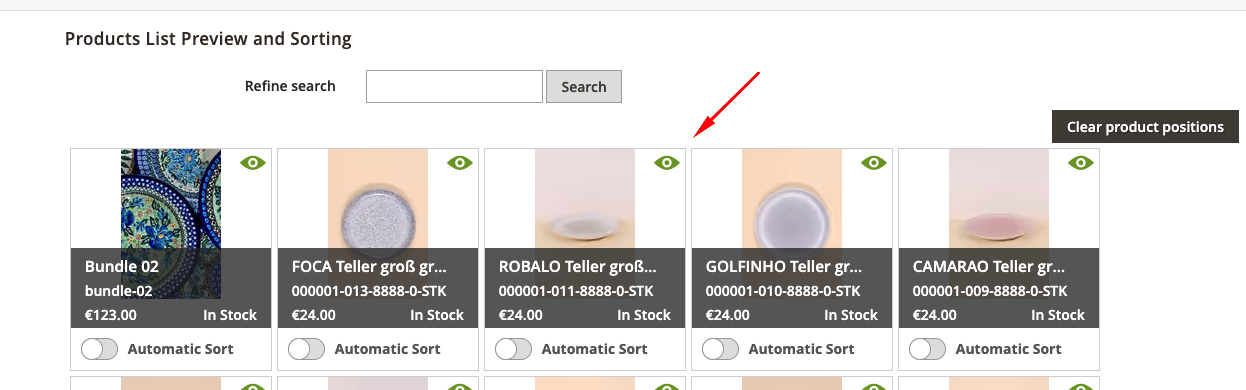 Products List Preview and Sorting
Refine search
Search
Clear product positions
Bundle 02
bundle-02
€123.00 In Stock
Automatic Sort
FOCA Teller groß gr...
000001-013-8888-0-STK
€24.00 In Stock
Automatic Sort
ROBALO Teller groß...
000001-011-8888-0-STK
€24.00 In Stock
Automatic Sort
GOLFINHO Teller gr...
000001-010-8888-0-STK
€24.00 In Stock
Automatic Sort
CAMARAO Teller gr...
000001-009-8888-0-STK
€24.00 In Stock
Automatic Sort